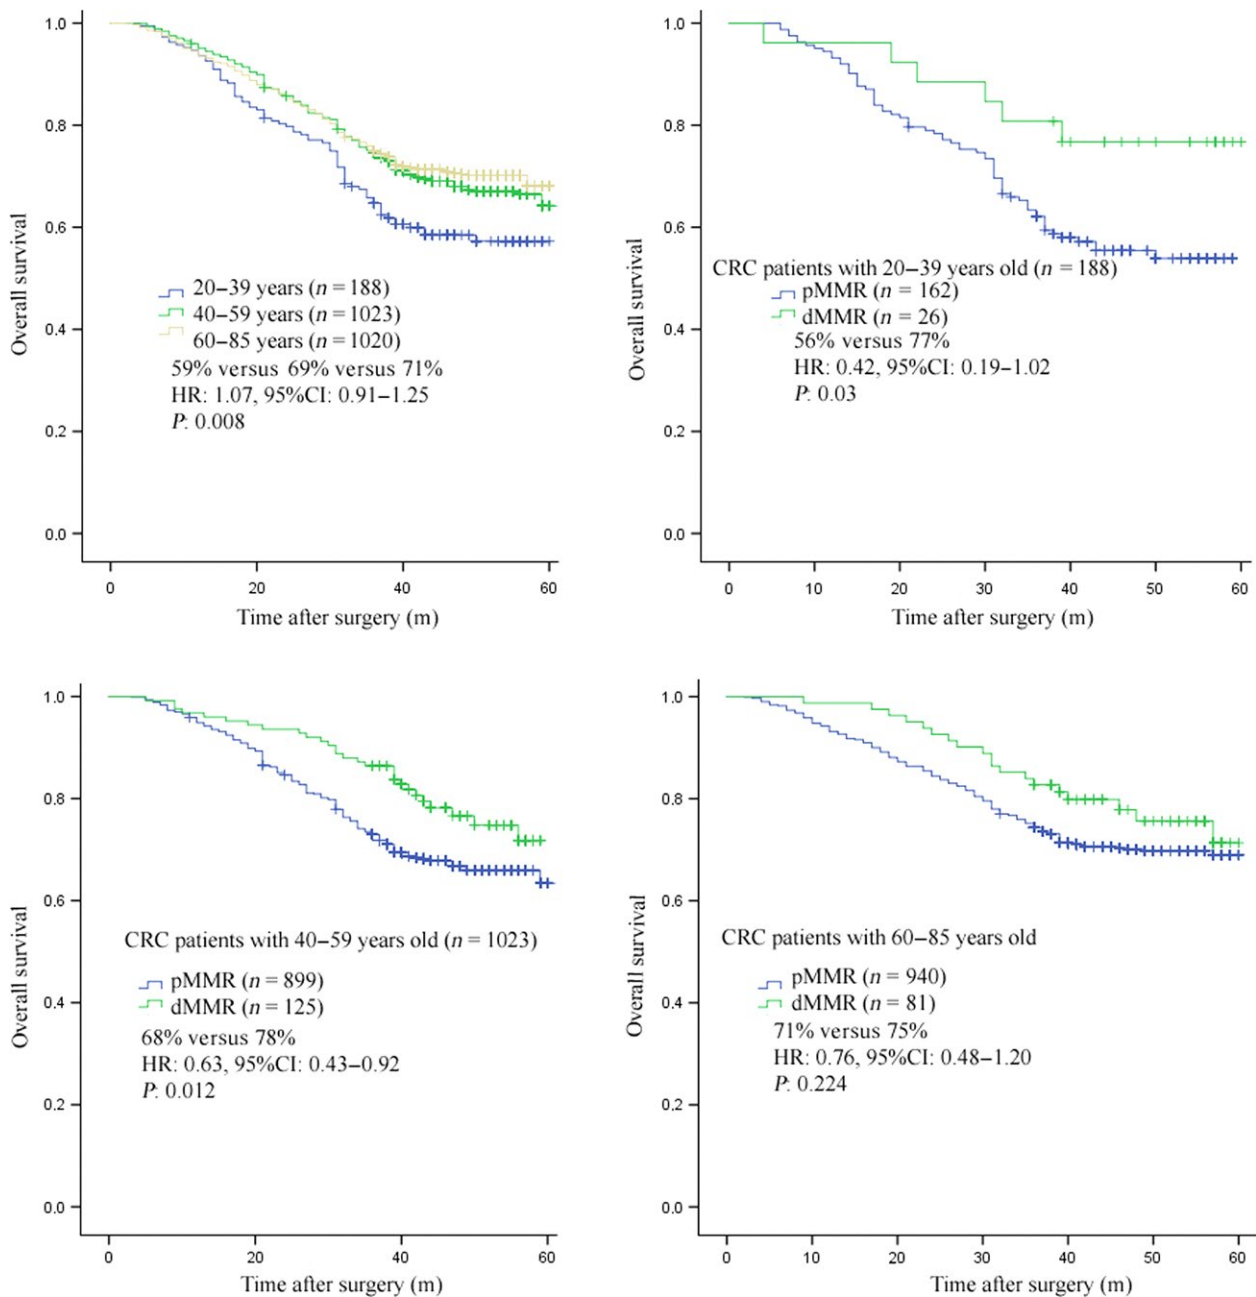 1.0
0.8
0.6
0.4
0.2
0.0
Overall survival
20–39 years (n = 188)
40–59 years (n = 1023)
60–85 years (n = 1020)
59% versus 69% versus 71%
HR: 1.07, 95%CI: 0.91–1.25
P: 0.008
0 20 40 60
Time after surgery (m)
1.0
0.8
0.6
0.4
0.2
0.0
Overall survival
CRC patients with 20–39 years old (n = 188)
pMMR (n = 162)
dMMR (n = 26)
56% versus 77%
HR: 0.42, 95%CI: 0.19–1.02
P: 0.03
0 10 20 30 40 50 60
Time after surgery (m)
1.0
0.8
0.6
0.4
0.2
0.0
Overall survival
CRC patients with 40–59 years old (n = 1023)
pMMR (n = 899)
dMMR (n = 125)
68% versus 78%
HR: 0.63, 95%CI: 0.43–0.92
P: 0.012
0 20 40 60
Time after surgery (m)
1.0
0.8
0.6
0.4
0.2
0.0
Overall survival
CRC patients with 60–85 years old
pMMR (n = 940)
dMMR (n = 81)
71% versus 75%
HR: 0.76, 95%CI: 0.48–1.20
P: 0.224
0 10 20 30 40 50 60
Time after surgery (m)